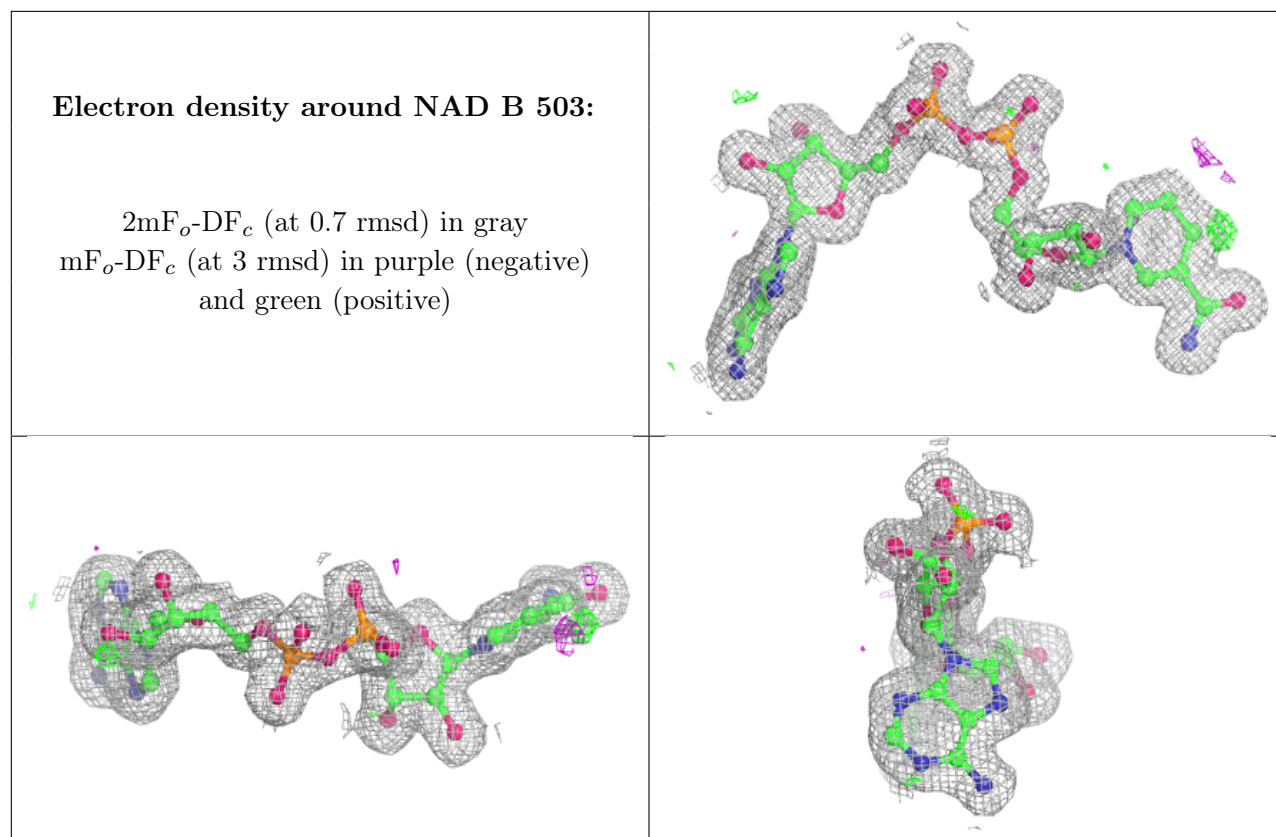 Electron density around NAD B 503:
2mFo-DFc (at 0.7 rmsd) in gray
mFo-DFc (at 3 rmsd) in purple (negative)
and green (positive)